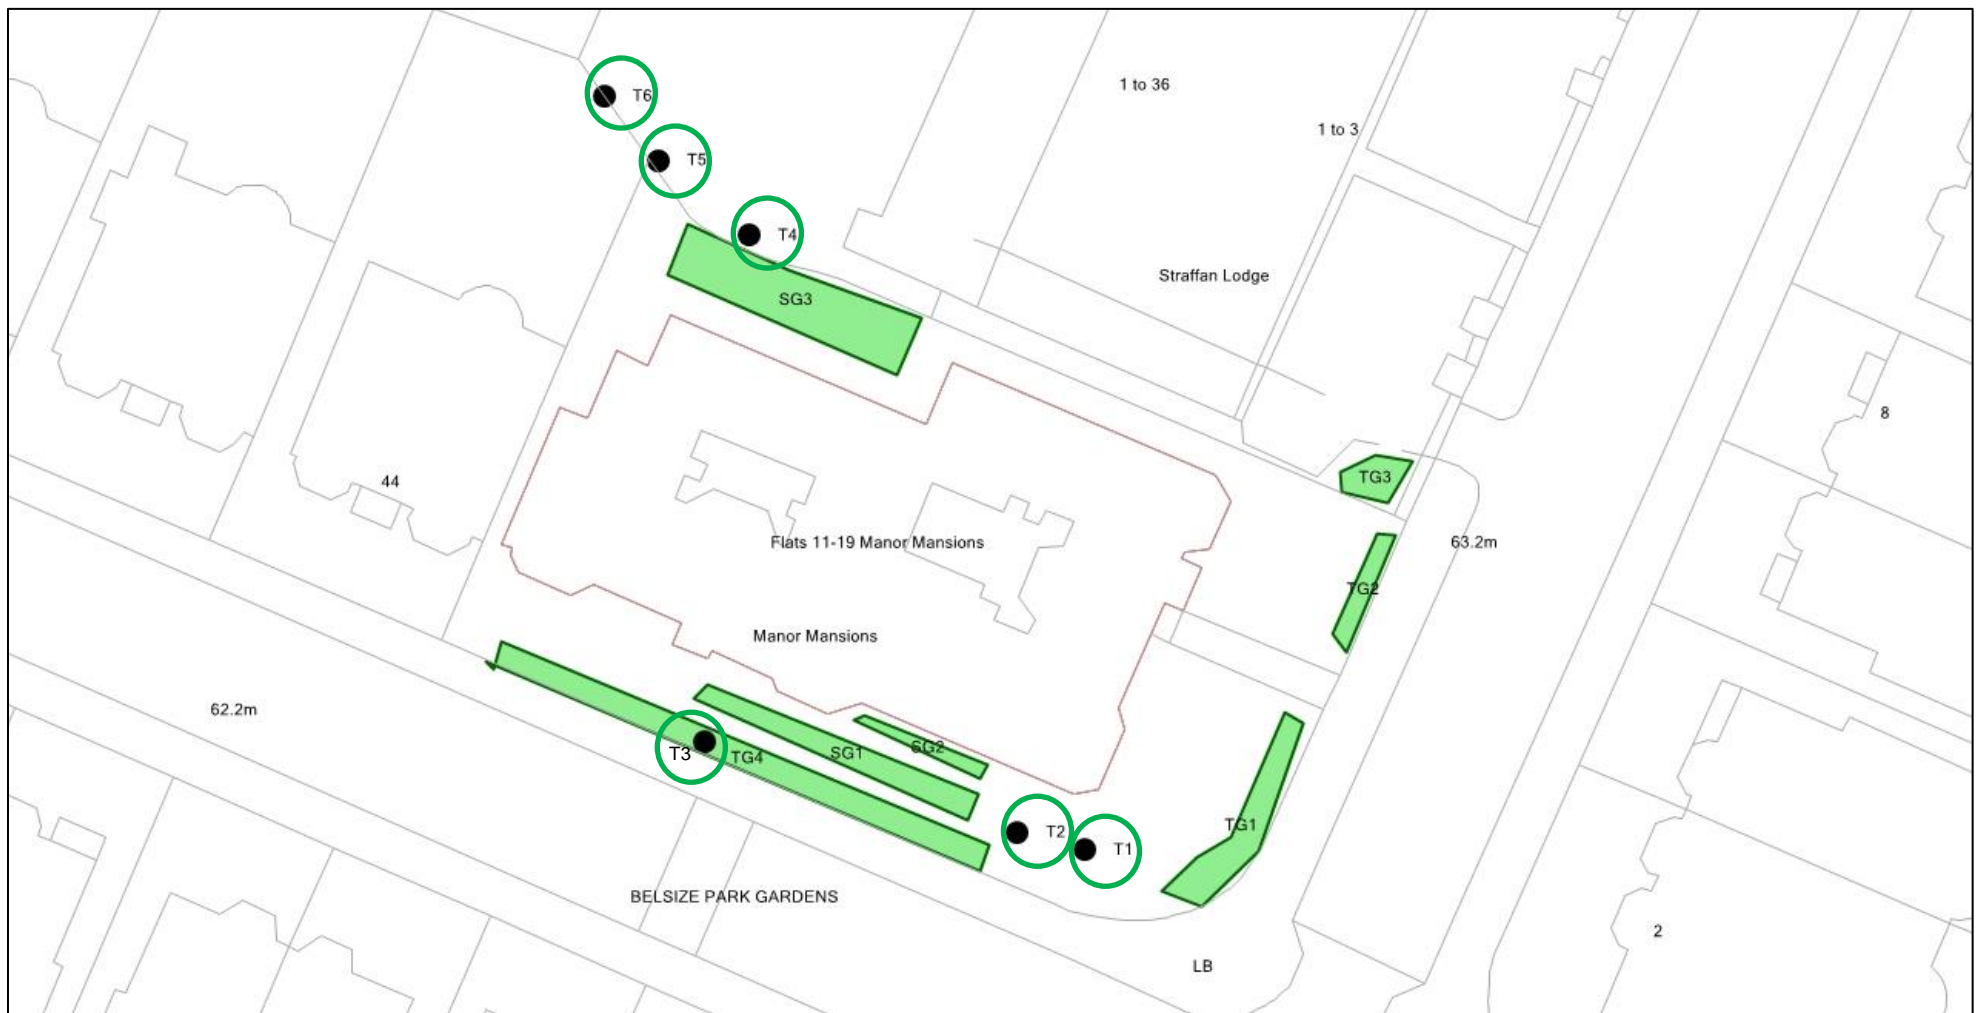 T6
1 to 36
1 to 3
T5
T4
Straffan Lodge
SG3
8
TG3
44
Flats 11-19 Manor Mansions
63.2m
TG2
Manor Mansions
62.2m
T3
TG4
SG1
SG2
T2
T1
TG1
BELSIZE PARK GARDENS
2
LB